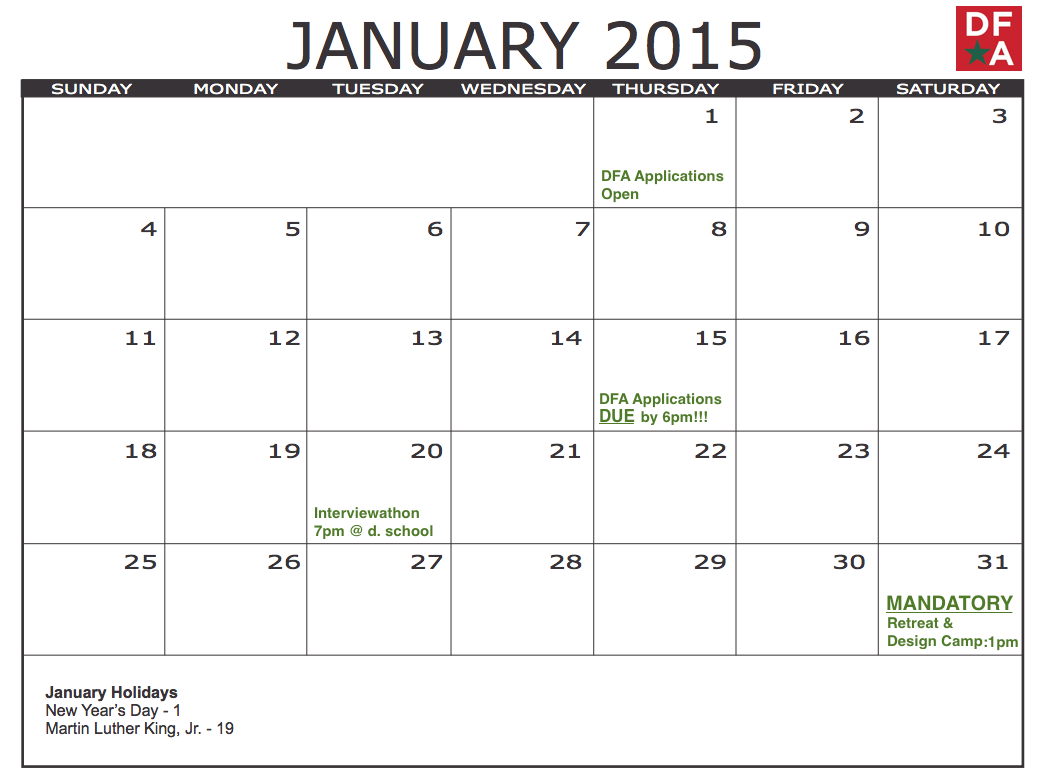 JANUARY 2015
DF
A
SUNDAY MONDAY TUESDAY WEDNESDAY THURSDAY FRIDAY SATURDAY
1 2 3
DFA Applications
Open
4 5 6 7 8 9 10
11 12 13 14 15 16 17
DFA Applications
DUE by 6pm!!!
18 19 20 21 22 23 24
Interviewathon
7pm @ d. school
25 26 27 28 29 30 31
MANDATORY
Retreat &
Design Camp:1pm
January Holidays
New Year’s Day - 1
Martin Luther King, Jr. - 19